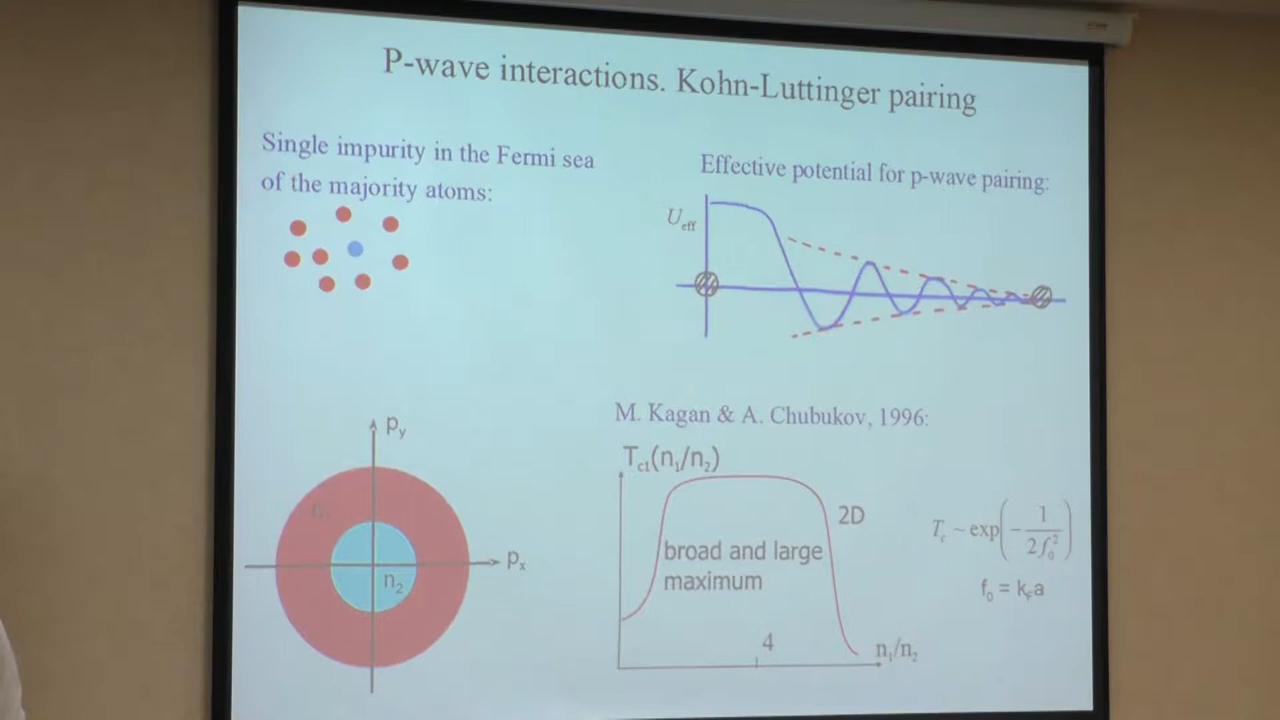 P-wave interactions. Kohn-Luttinger pairing
Single impurity in the Fermi sea
of the majority atoms:
Effective potential for p-wave pairing:
U_eff
p_y
p_x
n_2
M. Kagan & A. Chubukov, 1996:
T_c1(n_1/n_2)
2D
broad and large
maximum
4
n_1/n_2
T_c ~ exp(-1/(2f_0^2))
f_0 = k_F a